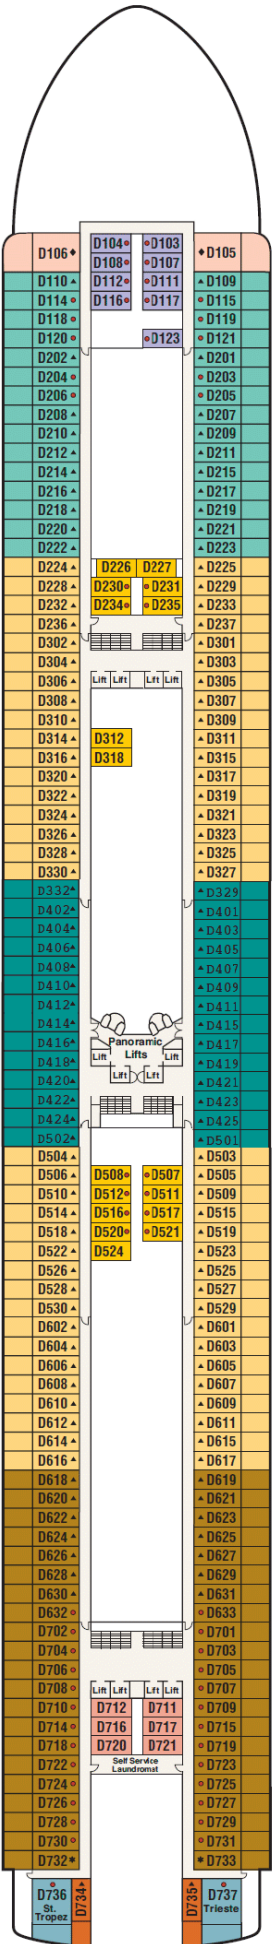 D104 D103
D106 D105
D108 D107
D110 D112 D111 D109
D114 D116 D117 D115
D118 D119
D120 D123 D121
D202 D201
D204 D203
D206 D205
D208 D207
D210 D209
D212 D211
D214 D215
D216 D217
D218 D219
D220 D221
D222 D223
D224 D226 D227 D225
D228 D230 D231 D229
D232 D234 D235 D233
D236 D237
D302 D301
D304 D303
D306 Lift Lift Lift Lift D305
D308 D307
D310 D309
D314 D312 D311
D316 D318 D315
D320 D317
D322 D319
D324 D321
D326 D323
D328 D325
D330 D327
D332 D329
D402 D401
D404 D403
D406 D405
D408 D407
D410 D409
D412 D411
D414 D415
D416 Panoramic D417
Lifts
D418 Lift Lift D419
D420 Lift Lift D421
D422 D423
D424 D425
D502 D501
D504 D503
D506 D508 D507 D505
D510 D512 D511 D509
D514 D516 D517 D515
D518 D520 D521 D519
D522 D524 D523
D526 D525
D528 D527
D530 D529
D602 D601
D604 D603
D606 D605
D608 D607
D610 D609
D612 D611
D614 D615
D616 D617
D618 D619
D620 D621
D622 D623
D624 D625
D626 D627
D628 D629
D630 D631
D632 D633
D702 D701
D704 D703
D706 D705
D708 Lift Lift Lift Lift D707
D710 D712 D711 D709
D714 D716 D717 D715
D718 D720 D721 D719
D722 Self Service D723
Laundromat
D724 D725
D726 D727
D728 D729
D730 D731
D732 D733
D736 D734 D735 D737
St. Trieste
Tropez